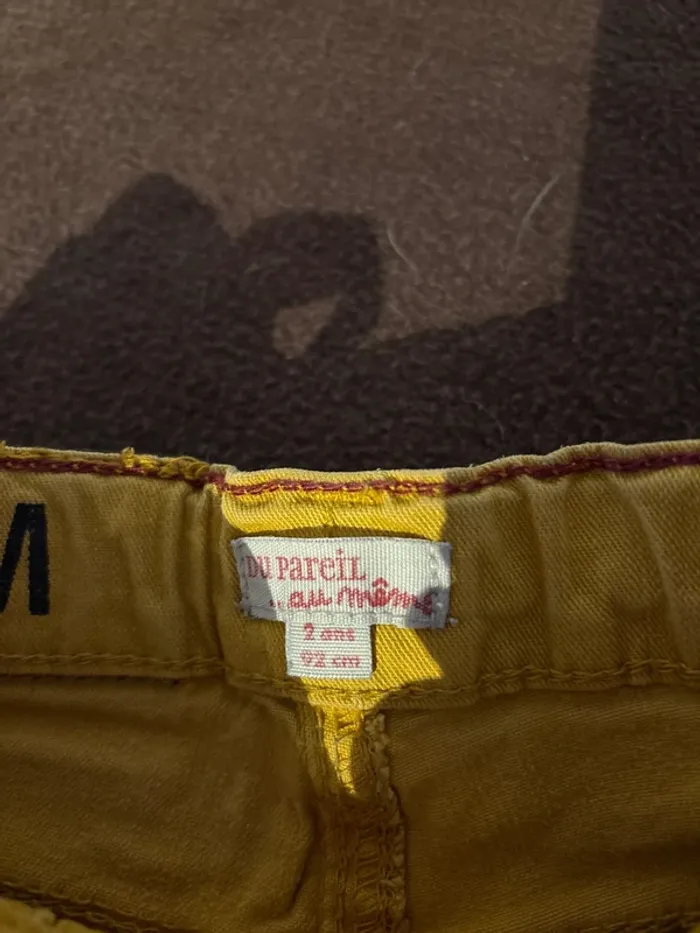 DU PareiL
...au même
2 ans
92 cm